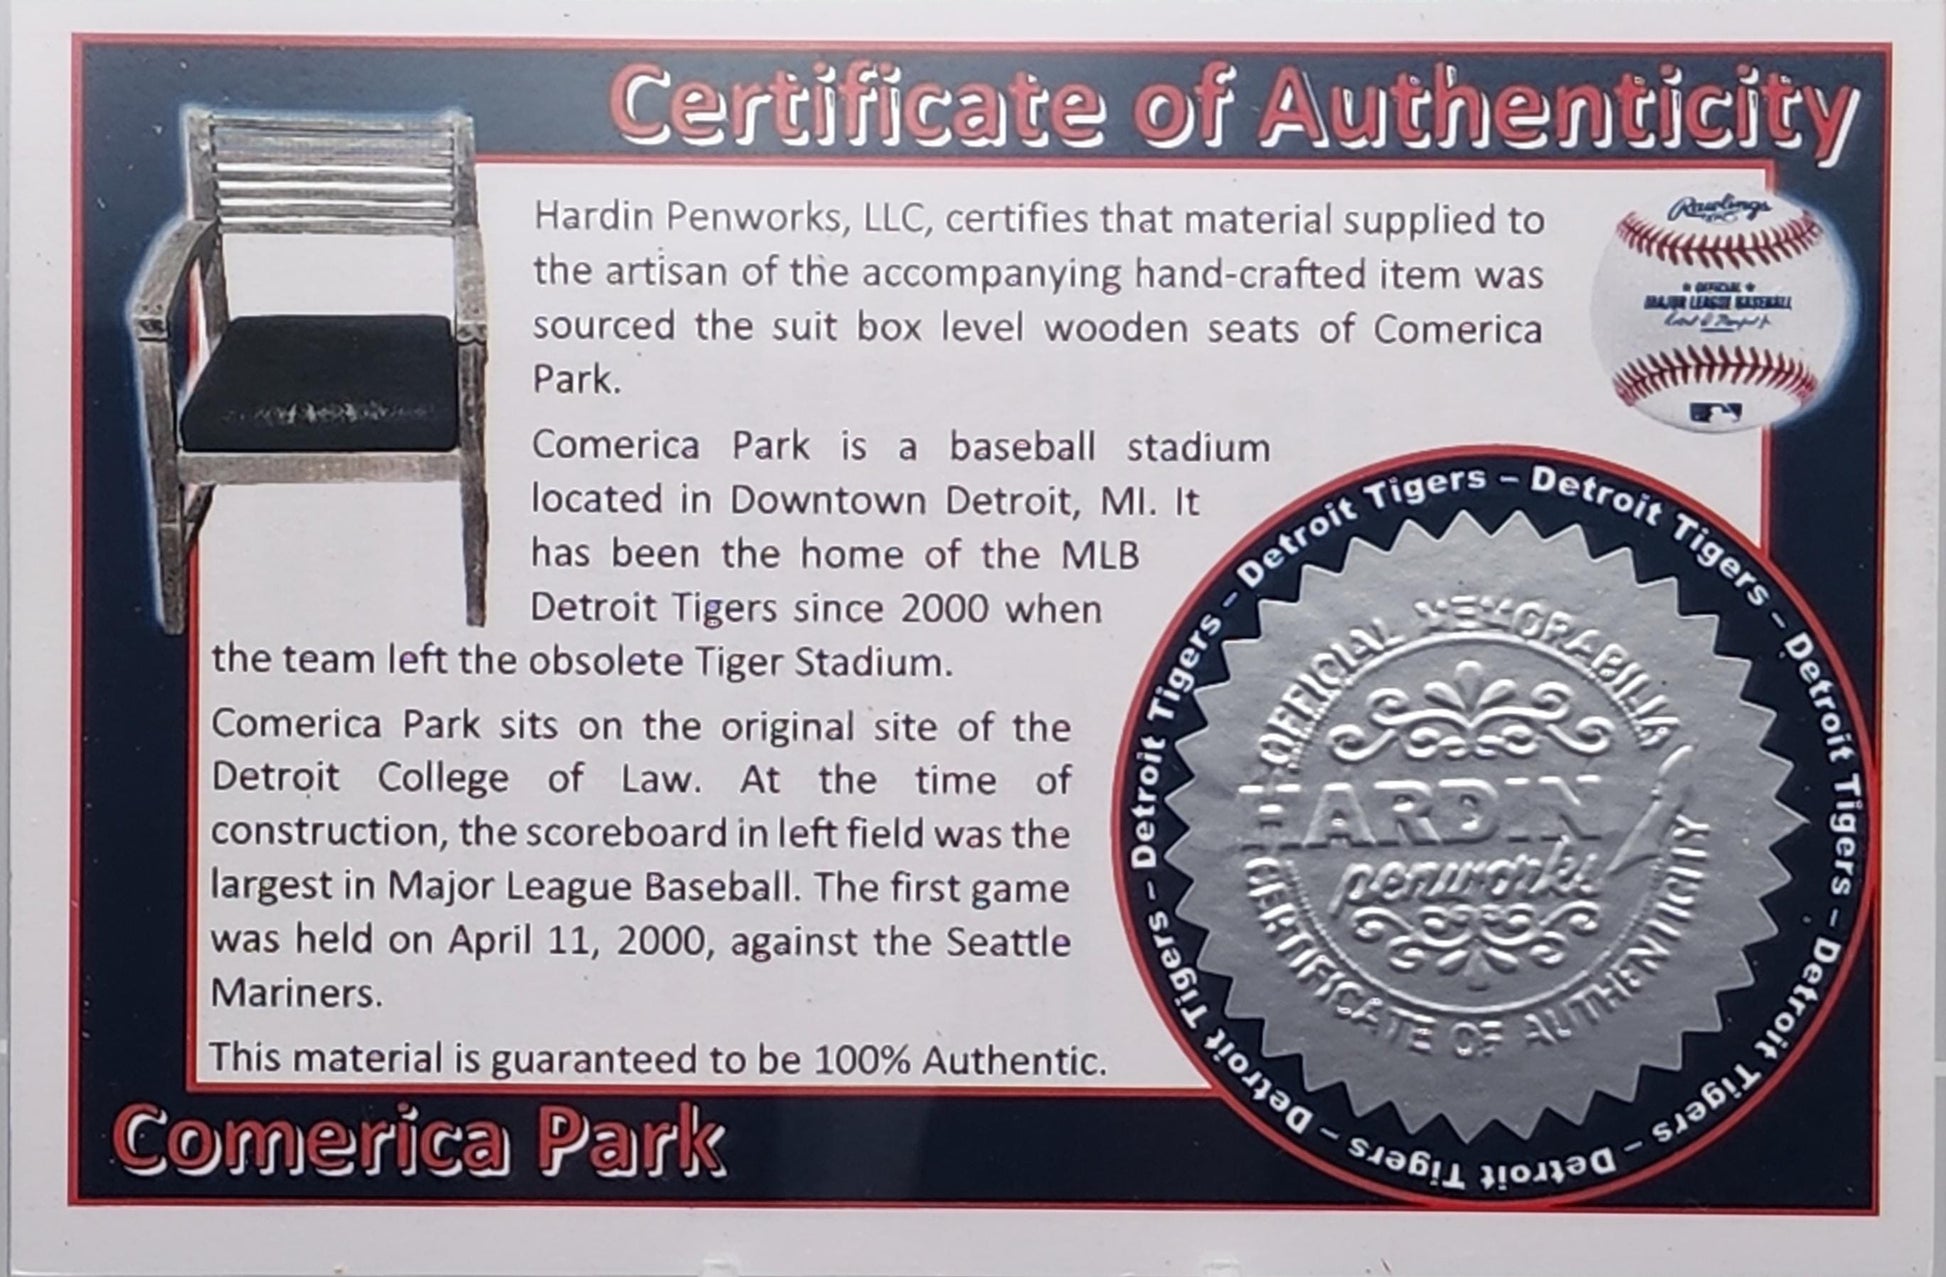 Certificate of Authenticity
Hardin Penworks, LLC, certifies that material supplied to
the artisan of the accompanying hand-crafted item was
sourced the suit box level wooden seats of Comerica
Park.
Rawlings
OFFICIAL
MAJOR LEAGUE BASEBALL
Comerica Park is a baseball stadium
located in Downtown Detroit, MI. It
has been the home of the MLB
Detroit Tigers since 2000 when
the team left the obsolete Tiger Stadium.
Comerica Park sits on the original site of the
Detroit College of Law. At the time of
construction, the scoreboard in left field was the
largest in Major League Baseball. The first game
was held on April 11, 2000, against the Seattle
Mariners.
This material is guaranteed to be 100% Authentic.
Detroit Tigers – Detroit Tigers – Detroit Tigers – Detroit Tigers – Detroit Tigers – Detroit Tigers – Detroit Tigers –
OFFICIAL MEMORABILIA
HARDIN
penworks
CERTIFICATE OF AUTHENTICITY
Comerica Park